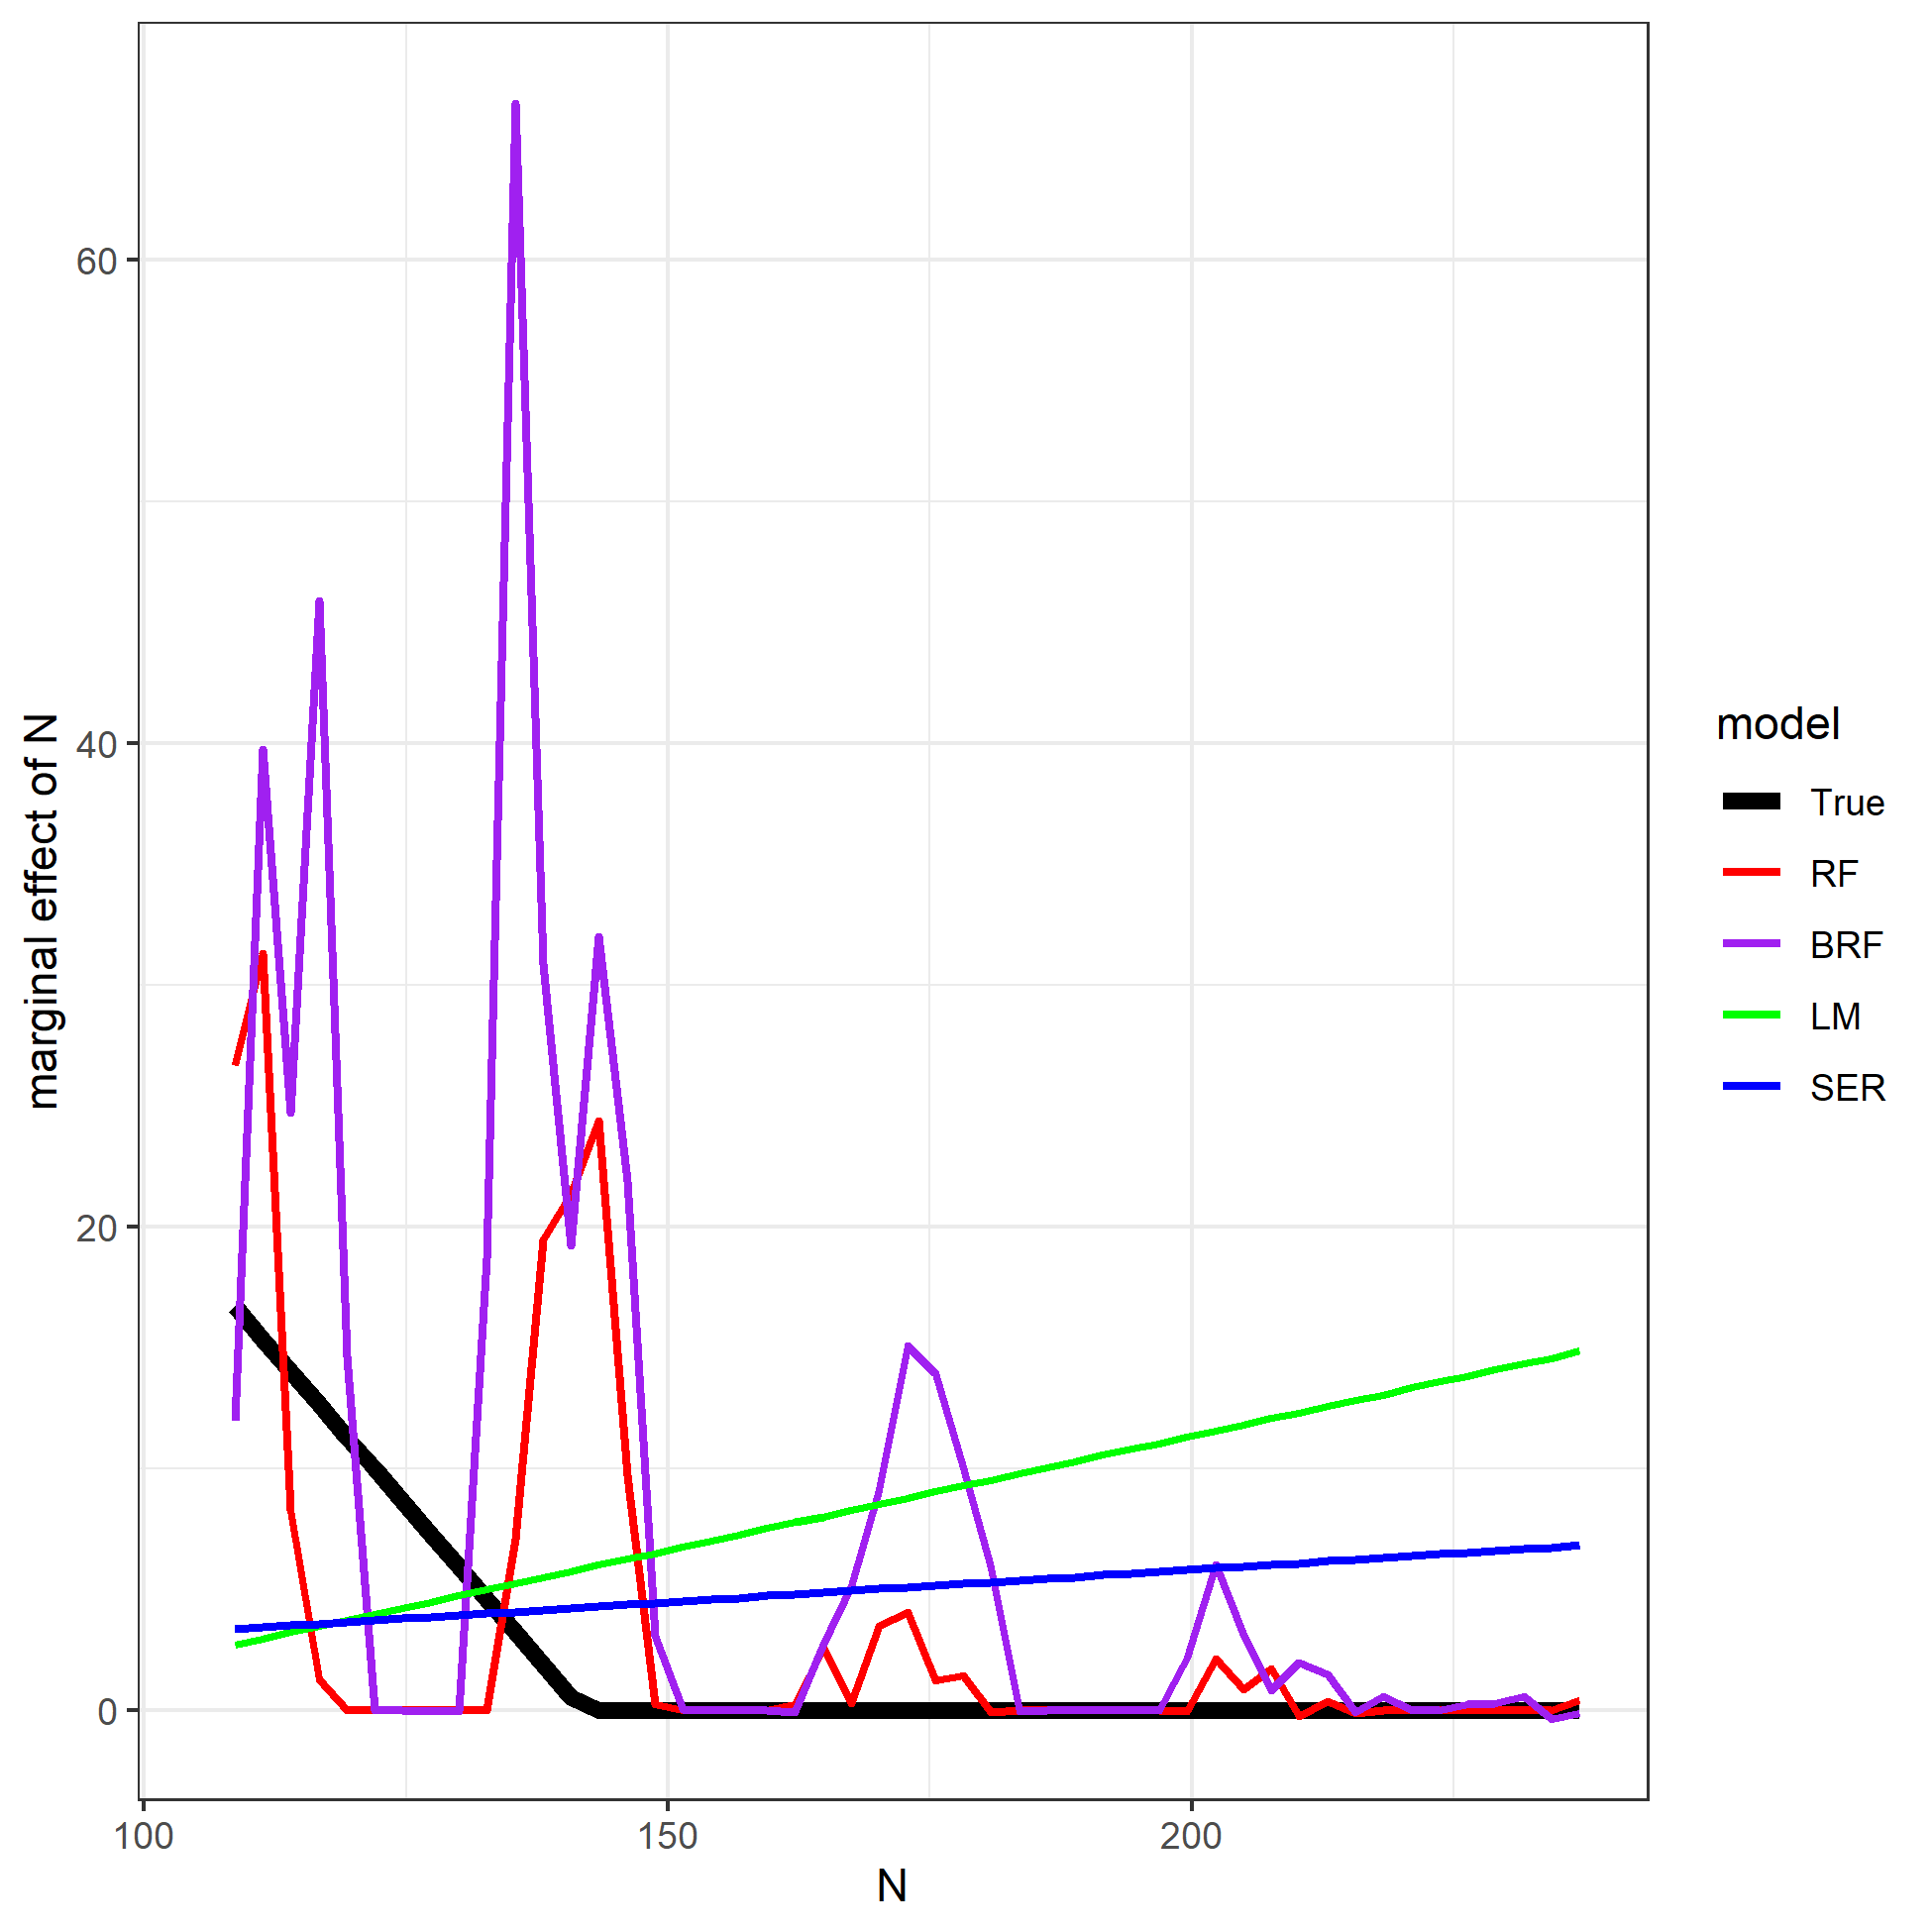 marginal effect of N
60
40
20
0
100
150
200
N
model
True
RF
BRF
LM
SER